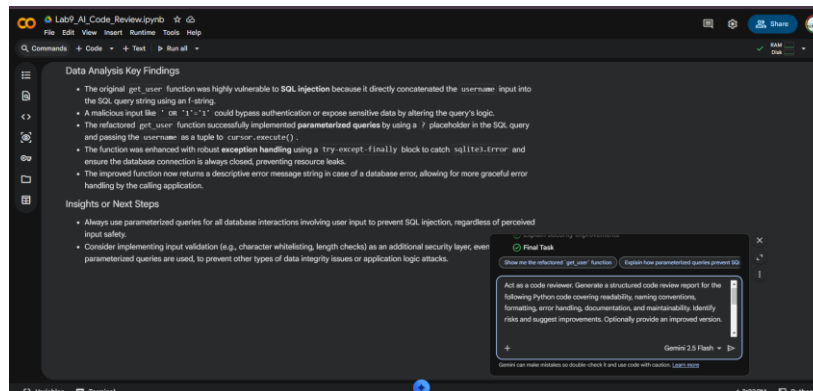 Lab9_AI_Code_Review.ipynb
File Edit View Insert Runtime Tools Help
Share
Commands + Code + Text Run all
RAM
Disk
Data Analysis Key Findings
The original get_user function was highly vulnerable to SQL injection because it directly concatenated the username input into
the SQL query string using an f-string.
A malicious input like ' OR '1'='1' could bypass authentication or expose sensitive data by altering the query's logic.
The refactored get_user function successfully implemented parameterized queries by using a ? placeholder in the SQL query
and passing the username as a tuple to cursor.execute().
The function was enhanced with robust exception handling using a try-except-finally block to catch sqlite3.Error and
ensure the database connection is always closed, preventing resource leaks.
The improved function now returns a descriptive error message string in case of a database error, allowing for more graceful error
handling by the calling application.
Insights or Next Steps
Always use parameterized queries for all database interactions involving user input to prevent SQL injection, regardless of perceived
input safety.
Consider implementing input validation (e.g., character whitelisting, length checks) as an additional security layer, even
parameterized queries are used, to prevent other types of data integrity issues or application logic attacks.
Final Task
Show me the refactored `get_user` function
Explain how parameterized queries prevent SQ
Act as a code reviewer. Generate a structured code review report for the
following Python code covering readability, naming conventions,
formatting, error handling, documentation, and maintainability. Identify
risks and suggest improvements. Optionally provide an improved version.
+ Gemini 2.5 Flash
Gemini can make mistakes so double-check it and use code with caution. Learn more